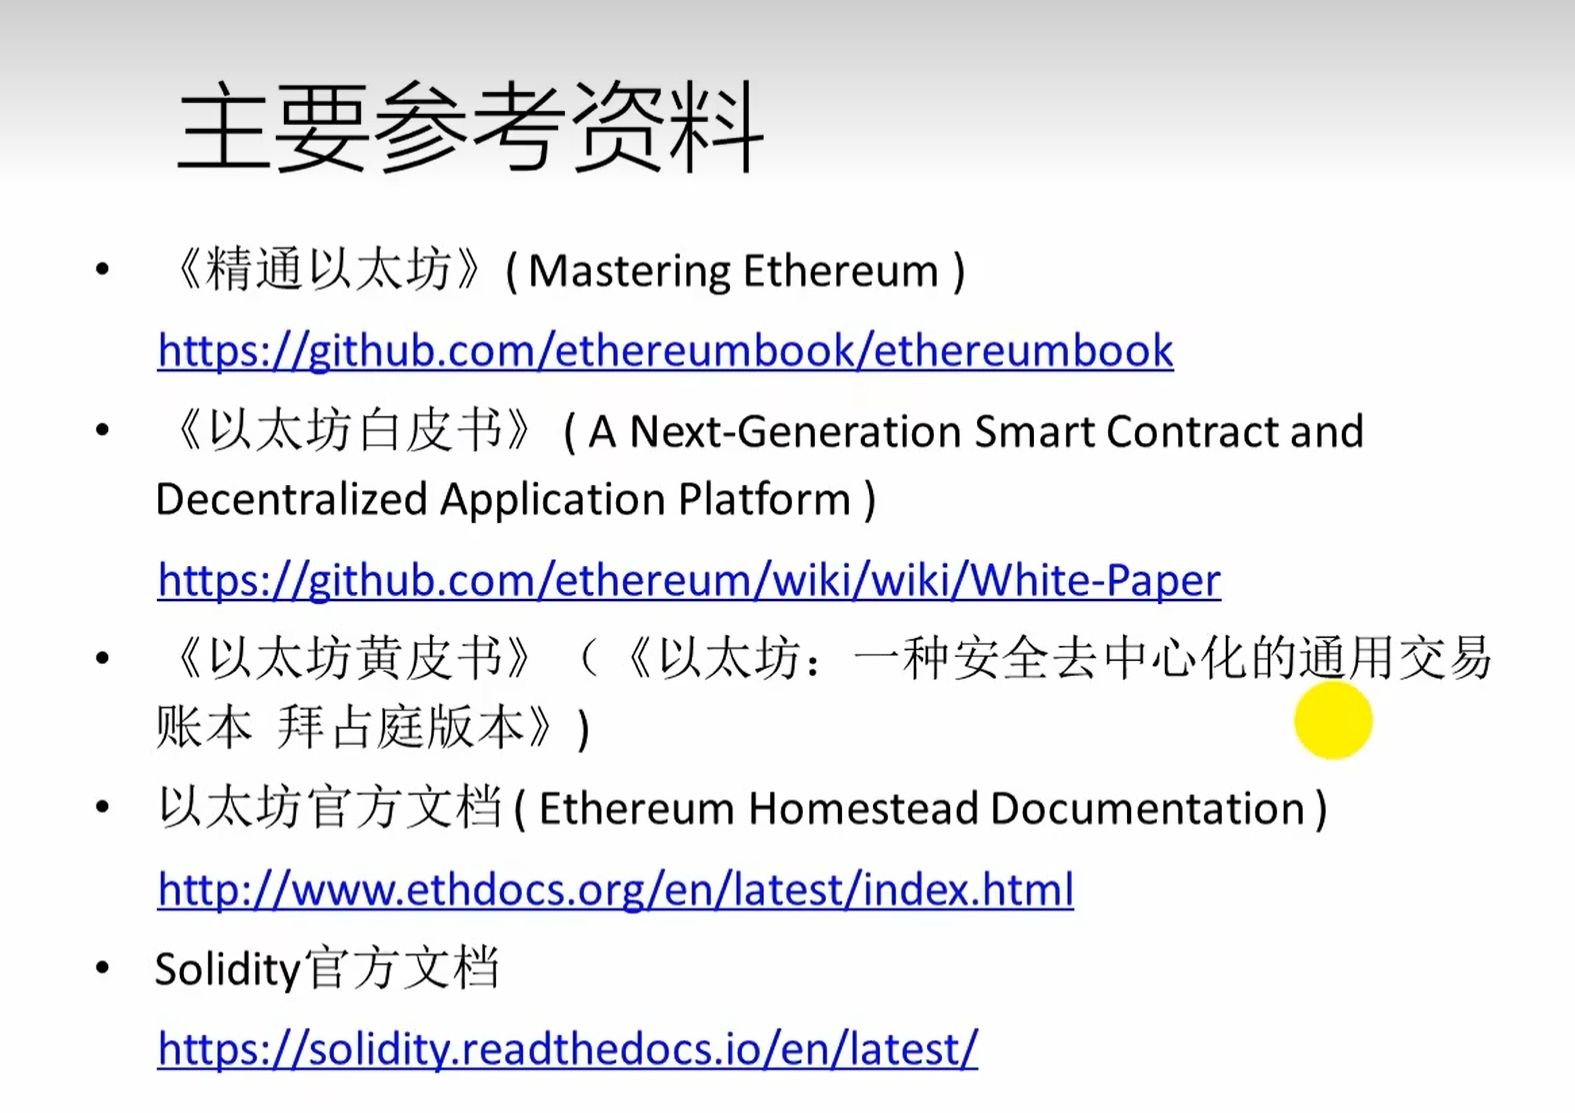 主要参考资料
• 《精通以太坊》( Mastering Ethereum )
https://github.com/ethereumbook/ethereumbook
• 《以太坊白皮书》( A Next-Generation Smart Contract and
Decentralized Application Platform )
https://github.com/ethereum/wiki/wiki/White-Paper
• 《以太坊黄皮书》（《以太坊：一种安全去中心化的通用交易
账本 拜占庭版本》)
• 以太坊官方文档( Ethereum Homestead Documentation )
http://www.ethdocs.org/en/latest/index.html
• Solidity官方文档
https://solidity.readthedocs.io/en/latest/